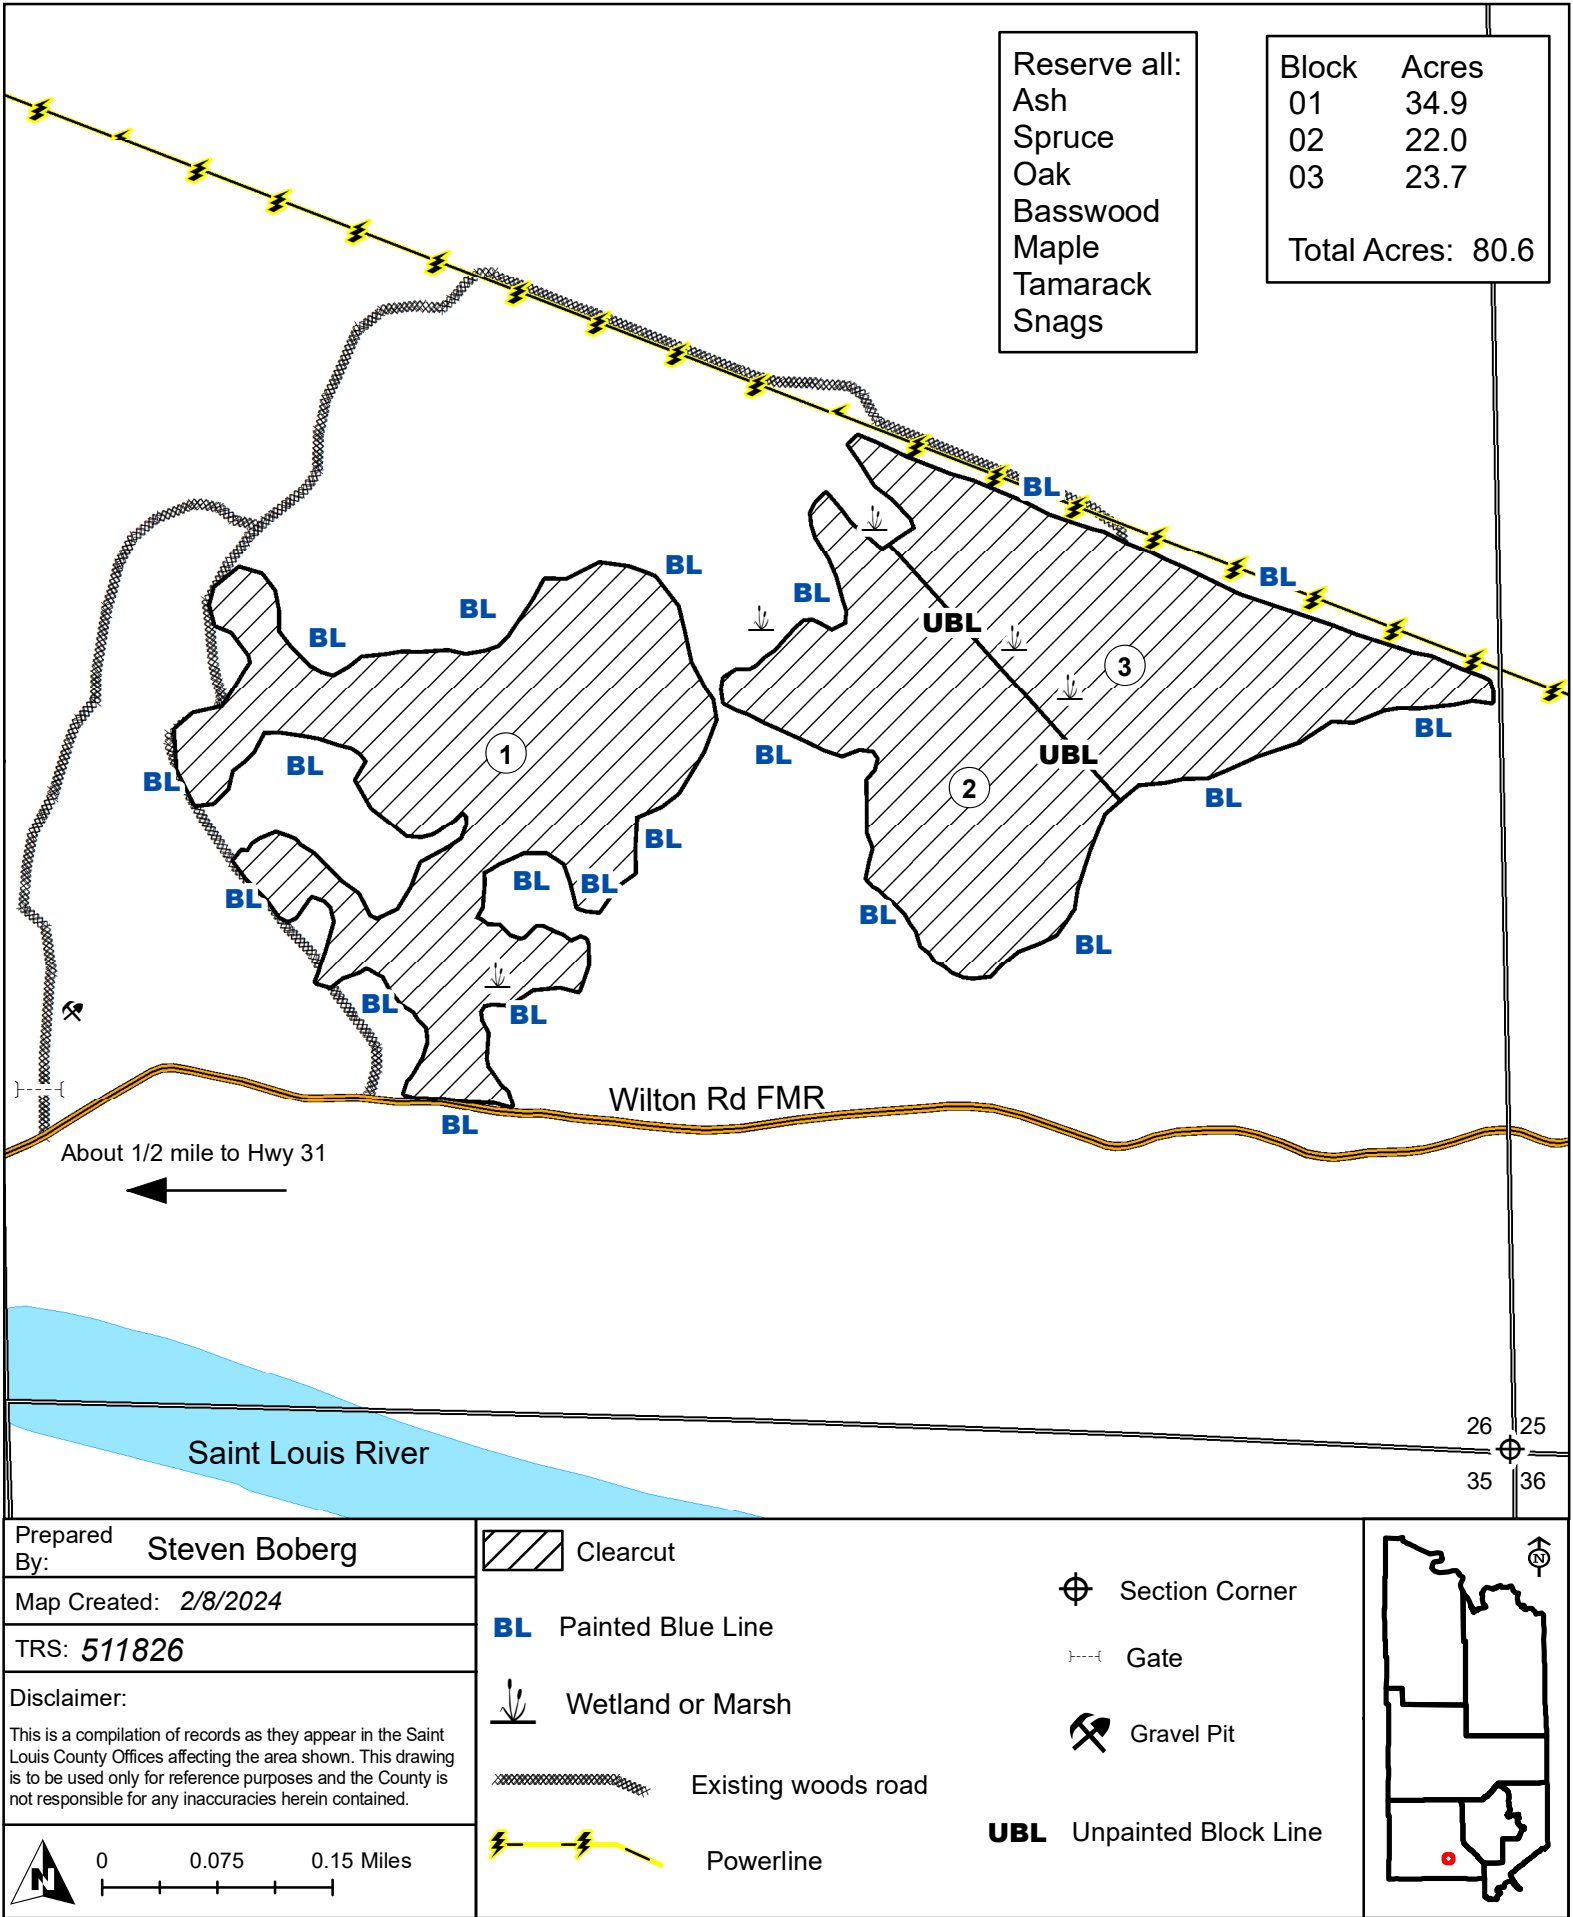 Reserve all:
Ash
Spruce
Oak
Basswood
Maple
Tamarack
Snags
Block Acres
01 34.9
02 22.0
03 23.7
Total Acres: 80.6
BL
BL
BL
BL
BL
BL
UBL
3
BL
1
BL
UBL
BL
BL
BL
2
BL
BL
BL
BL
BL
BL
BL
BL
BL
Wilton Rd FMR
BL
About 1/2 mile to Hwy 31
Saint Louis River
26 25
35 36
Prepared
By: Steven Boberg
Map Created: 2/8/2024
TRS: 511826
Disclaimer:
This is a compilation of records as they appear in the Saint
Louis County Offices affecting the area shown. This drawing
is to be used only for reference purposes and the County is
not responsible for any inaccuracies herein contained.
N
0 0.075 0.15 Miles
Clearcut
BL Painted Blue Line
Wetland or Marsh
Existing woods road
Powerline
Section Corner
Gate
Gravel Pit
UBL Unpainted Block Line
N